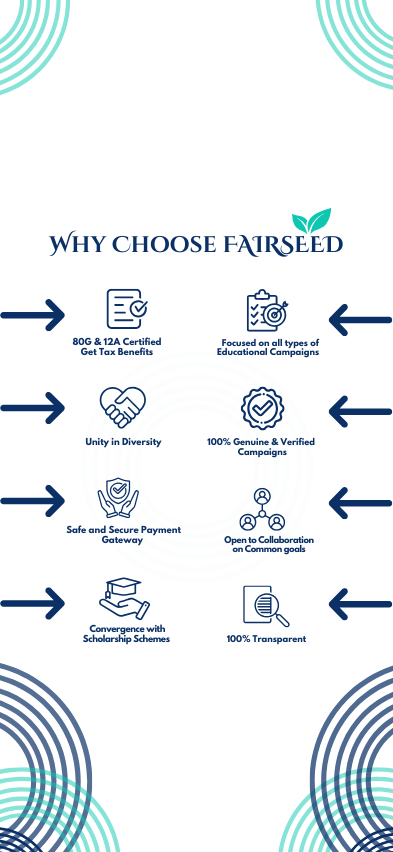 WHY CHOOSE FAIRSEED
80G & 12A Certified
Get Tax Benefits
Focused on all types of
Educational Campaigns
Unity in Diversity
100% Genuine & Verified
Campaigns
Safe and Secure Payment
Gateway
Open to Collaboration
on Common goals
Convergence with
Scholarship Schemes
100% Transparent